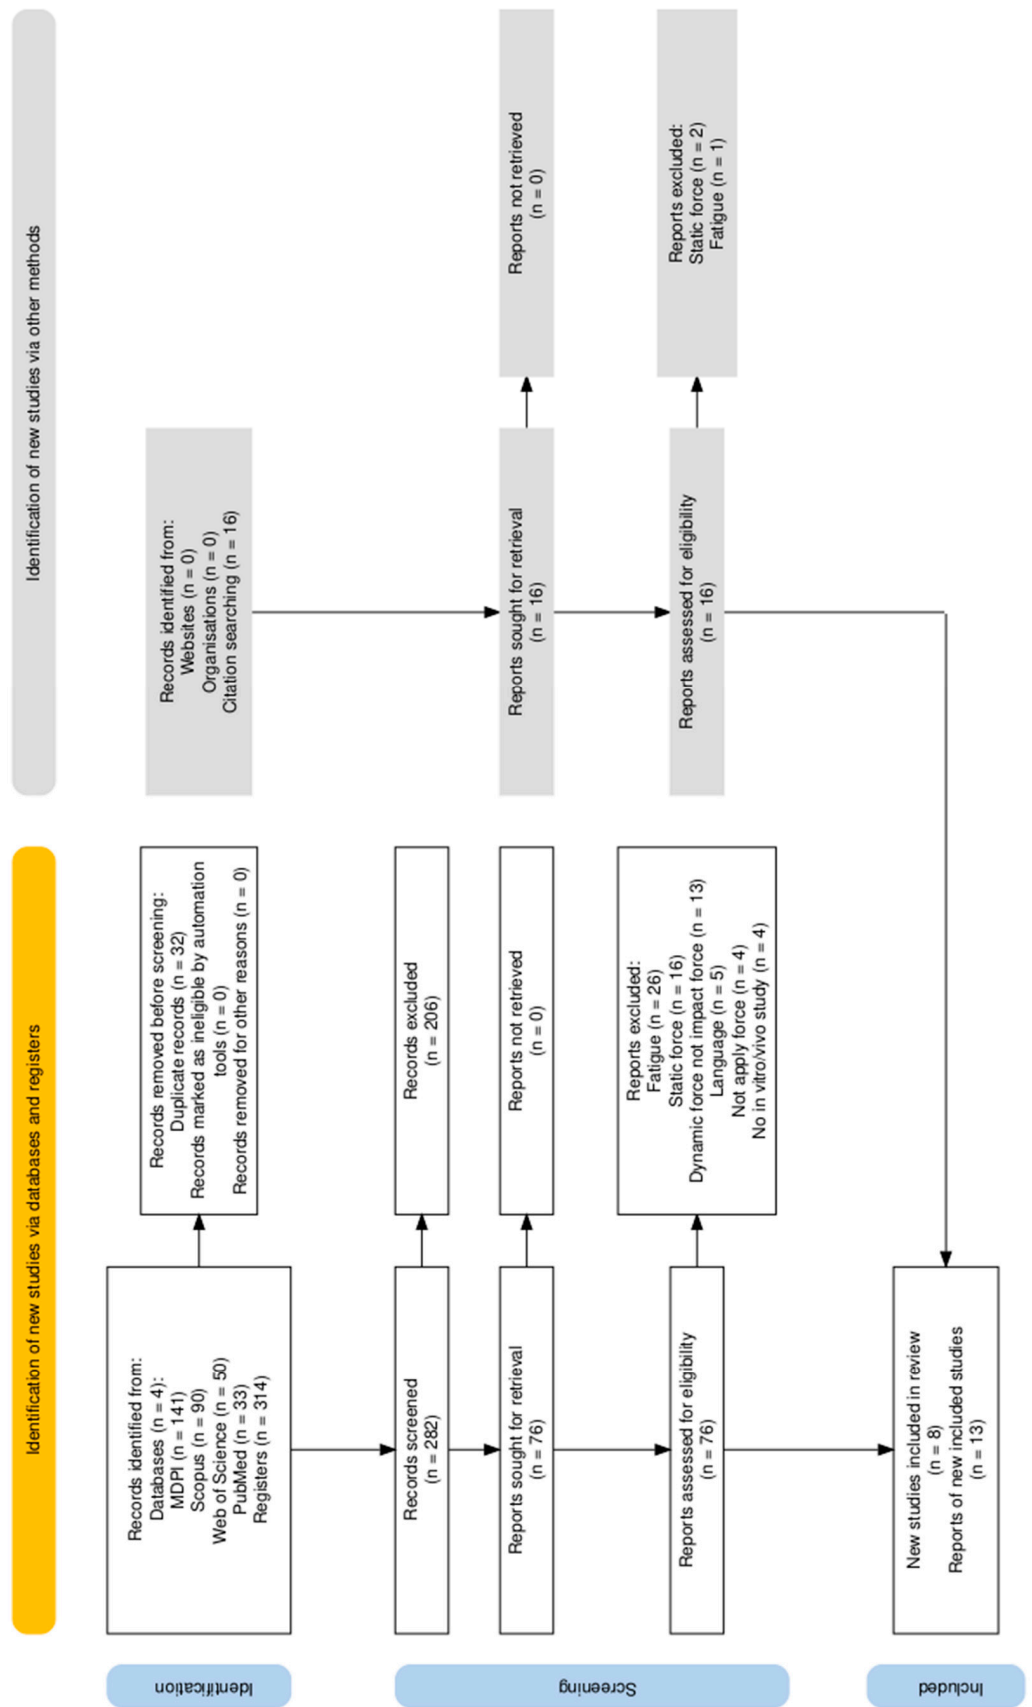 Identification of new studies via databases and registers
Identification of new studies via other methods
Identification
Records identified from:
Databases (n = 4):
MDPI (n = 141)
Scopus (n = 90)
Web of Science (n = 50)
PubMed (n = 33)
Registers (n = 314)
Records removed before screening:
Duplicate records (n = 32)
Records marked as ineligible by automation
tools (n = 0)
Records removed for other reasons (n = 0)
Records identified from:
Websites (n = 0)
Organisations (n = 0)
Citation searching (n = 16)
Screening
Records screened
(n = 282)
Records excluded
(n = 206)
Reports sought for retrieval
(n = 76)
Reports not retrieved
(n = 0)
Reports sought for retrieval
(n = 16)
Reports not retrieved
(n = 0)
Reports assessed for eligibility
(n = 76)
Reports excluded:
Fatigue (n = 26)
Static force (n = 16)
Dynamic force not impact force (n = 13)
Language (n = 5)
Not apply force (n = 4)
No in vitro/vivo study (n = 4)
Reports assessed for eligibility
(n = 16)
Reports excluded:
Static force (n = 2)
Fatigue (n = 1)
Included
New studies included in review
(n = 8)
Reports of new included studies
(n = 13)